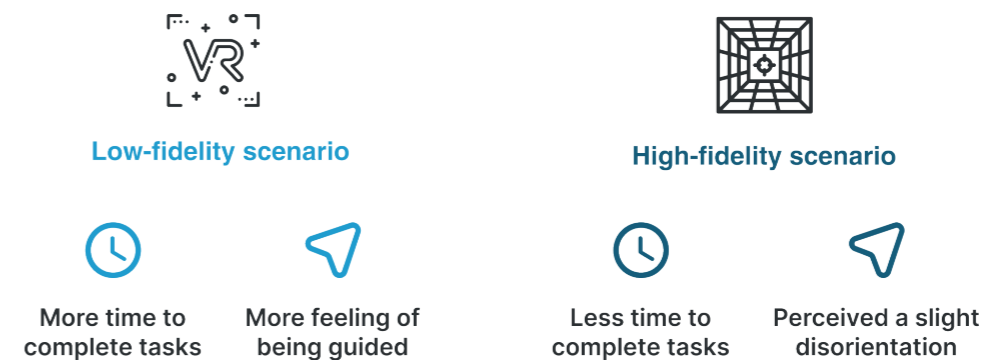 VR
Low-fidelity scenario
High-fidelity scenario
More time to
complete tasks
More feeling of
being guided
Less time to
complete tasks
Perceived a slight
disorientation